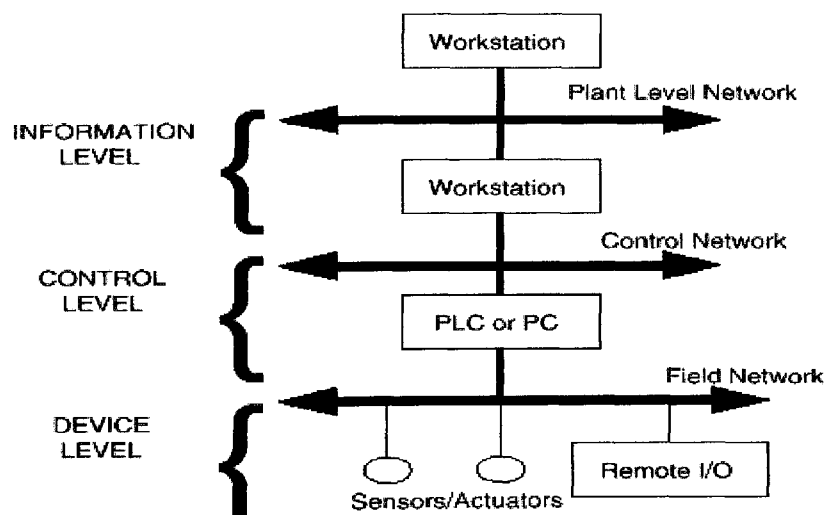 Workstation
Plant Level Network
INFORMATION
LEVEL
Workstation
Control Network
CONTROL
LEVEL
PLC or PC
Field Network
DEVICE
LEVEL
Remote I/O
Sensors/Actuators